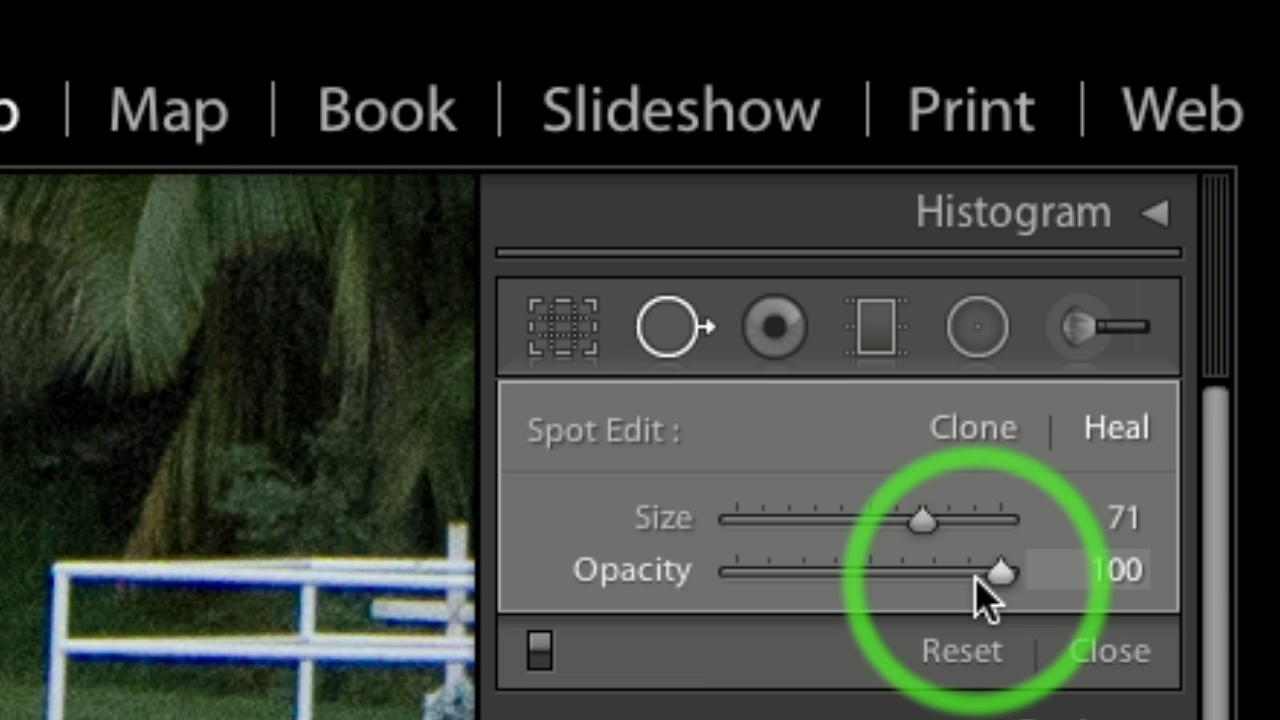 Map | Book | Slideshow | Print | Web
Histogram
Spot Edit : Clone | Heal
Size 71
Opacity 100
Reset | Close